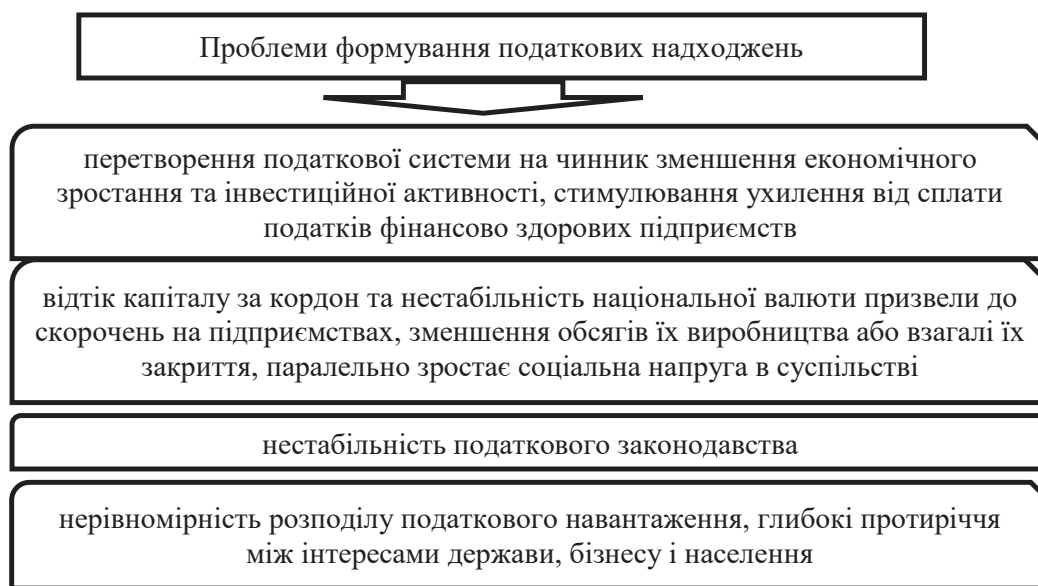 Проблеми формування податкових надходжень
перетворення податкової системи на чинник зменшення економічного
зростання та інвестиційної активності, стимулювання ухилення від сплати
податків фінансово здорових підприємств
відтік капіталу за кордон та нестабільність національної валюти призвели до
скорочень на підприємствах, зменшення обсягів їх виробництва або взагалі їх
закриття, паралельно зростає соціальна напруга в суспільстві
нестабільність податкового законодавства
нерівномірність розподілу податкового навантаження, глибокі протиріччя
між інтересами держави, бізнесу і населення